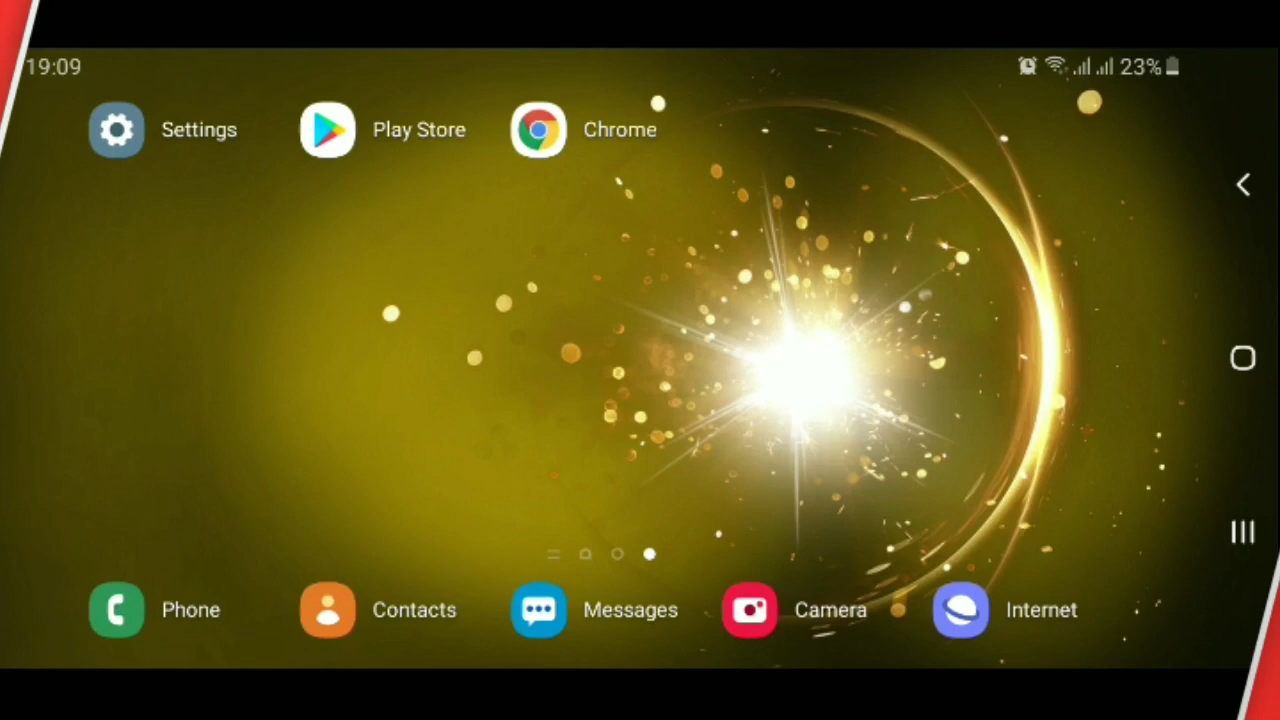 19:09 23%
Settings Play Store Chrome
Phone Contacts Messages Camera Internet